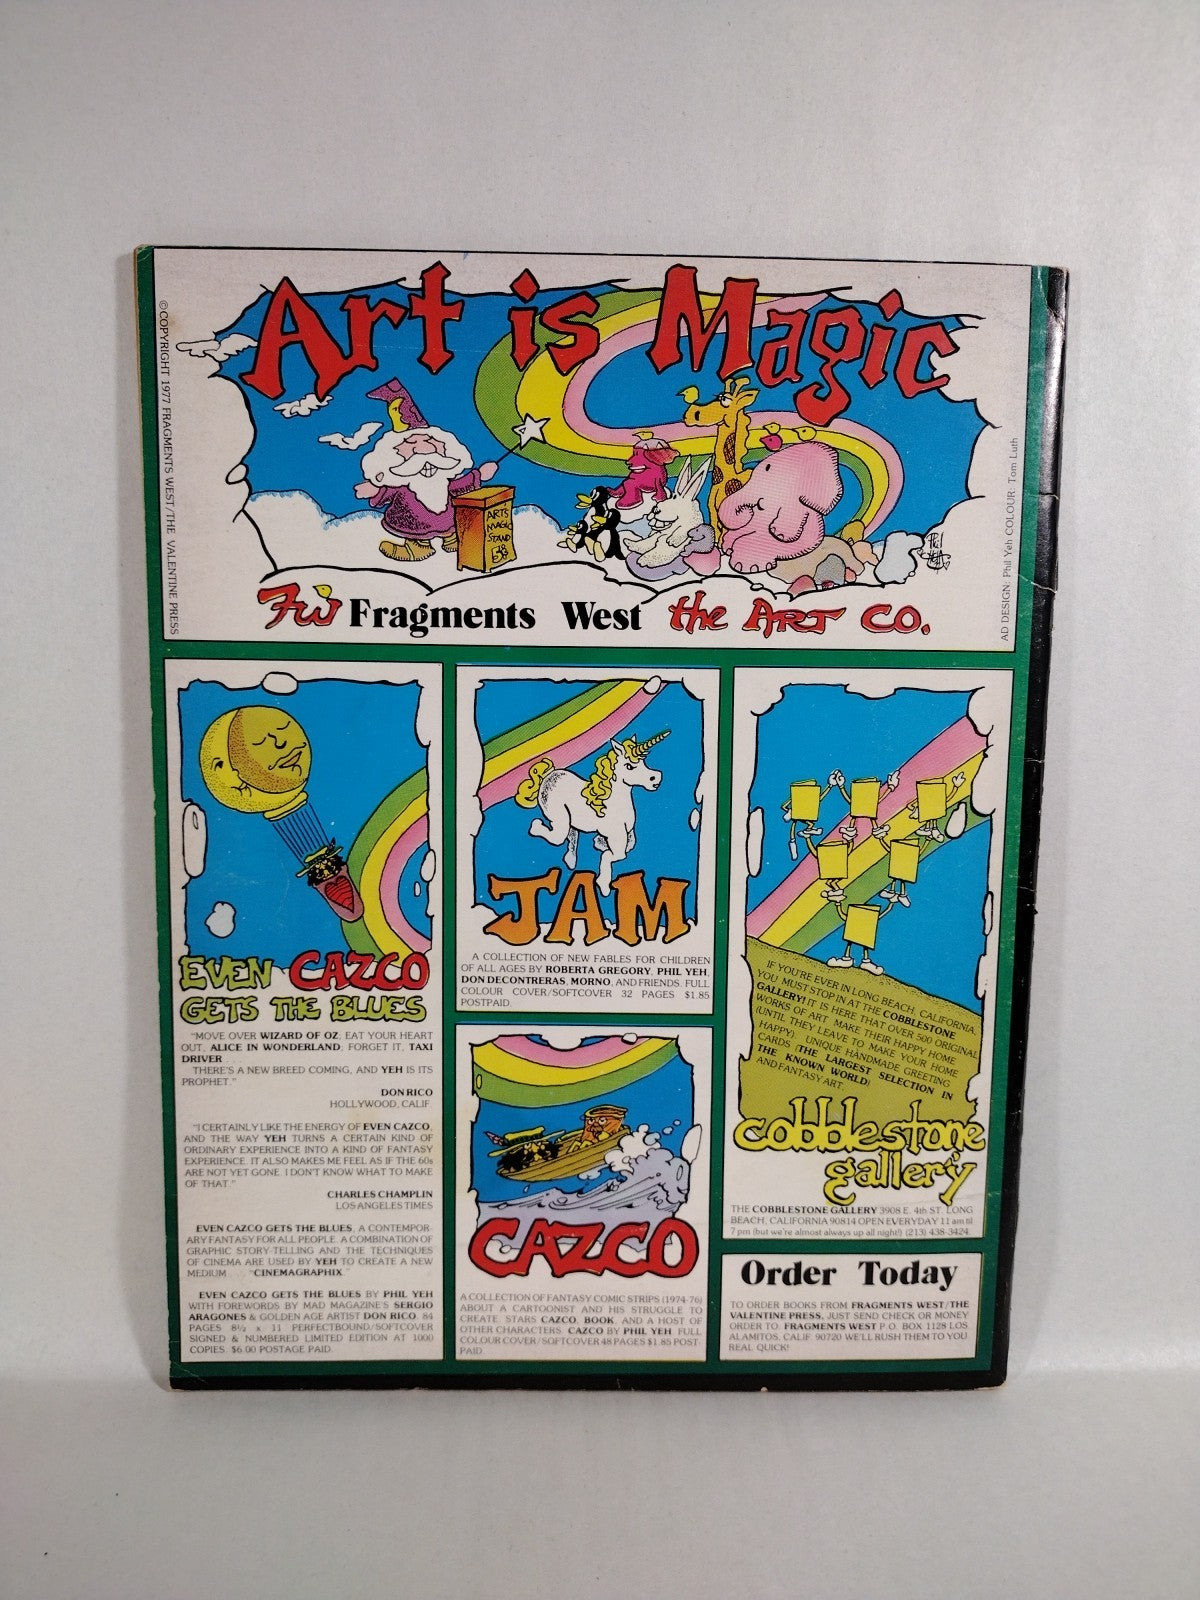 Art is Magic
©COPYRIGHT 1977 FRAGMENTS WEST/THE VALENTINE PRESS
ART'S
MAGIC
STAND
Phil
Yeh
AD DESIGN: Phil Yeh COLOUR: Tom Luth
FW Fragments West the ART CO.
EVEN CAZCO
GETS THE BLUES
"MOVE OVER WIZARD OF OZ, EAT YOUR HEART
OUT, ALICE IN WONDERLAND; FORGET IT, TAXI
DRIVER . . .
THERE'S A NEW BREED COMING, AND YEH IS ITS
PROPHET."
DON RICO
HOLLYWOOD, CALIF.
"I CERTAINLY LIKE THE ENERGY OF EVEN CAZCO,
AND THE WAY YEH TURNS A CERTAIN KIND OF
ORDINARY EXPERIENCE INTO A KIND OF FANTASY
EXPERIENCE. IT ALSO MAKES ME FEEL AS IF THE 60s
ARE NOT YET GONE. I DON'T KNOW WHAT TO MAKE
OF THAT."
CHARLES CHAMPLIN
LOS ANGELES TIMES
EVEN CAZCO GETS THE BLUES, A CONTEMPOR-
ARY FANTASY FOR ALL PEOPLE. A COMBINATION OF
GRAPHIC STORY-TELLING AND THE TECHNIQUES
OF CINEMA ARE USED BY YEH TO CREATE A NEW
MEDIUM . . . "CINEMAGRAPHIX."
EVEN CAZCO GETS THE BLUES BY PHIL YEH
WITH FOREWORDS BY MAD MAGAZINE'S SERGIO
ARAGONES & GOLDEN AGE ARTIST DON RICO. 84
PAGES 8½ x 11 PERFECTBOUND/SOFTCOVER
SIGNED & NUMBERED LIMITED EDITION AT 1000
COPIES. $6.00 POSTAGE PAID.
JAM
A COLLECTION OF NEW FABLES FOR CHILDREN
OF ALL AGES BY ROBERTA GREGORY, PHIL YEH,
DON DECONTRERAS, MORNO, AND FRIENDS. FULL
COLOUR COVER/SOFTCOVER 32 PAGES $1.85
POSTPAID.
CAZCO
A COLLECTION OF FANTASY COMIC STRIPS (1974-76)
ABOUT A CARTOONIST AND HIS STRUGGLE TO
CREATE STARS CAZCO, BOOK, AND A HOST OF
OTHER CHARACTERS. CAZCO BY PHIL YEH. FULL
COLOUR COVER/SOFTCOVER 48 PAGES $1.85 POST-
PAID.
IF YOU'RE EVER IN LONG BEACH, CALIFORNIA,
YOU MUST STOP IN AT THE COBBLESTONE
GALLERY! IT IS HERE THAT OVER 500 ORIGINAL
WORKS OF ART MAKE THEIR HAPPY HOME
(UNTIL THEY LEAVE TO MAKE YOUR HOME
HAPPY). UNIQUE HANDMADE GREETING
CARDS (THE LARGEST SELECTION IN
THE KNOWN WORLD)
AND FANTASY ART.
cobblestone
gallery
THE COBBLESTONE GALLERY 3908 E. 4th ST. LONG
BEACH, CALIFORNIA 90814 OPEN EVERYDAY 11 am til
7 pm (but we're almost always up all night!) (213) 438-3424
Order Today
TO ORDER BOOKS FROM FRAGMENTS WEST/THE
VALENTINE PRESS, JUST SEND CHECK OR MONEY
ORDER TO: FRAGMENTS WEST P.O. BOX 1128 LOS
ALAMITOS, CALIF. 90720 WE'LL RUSH THEM TO YOU
REAL QUICK!